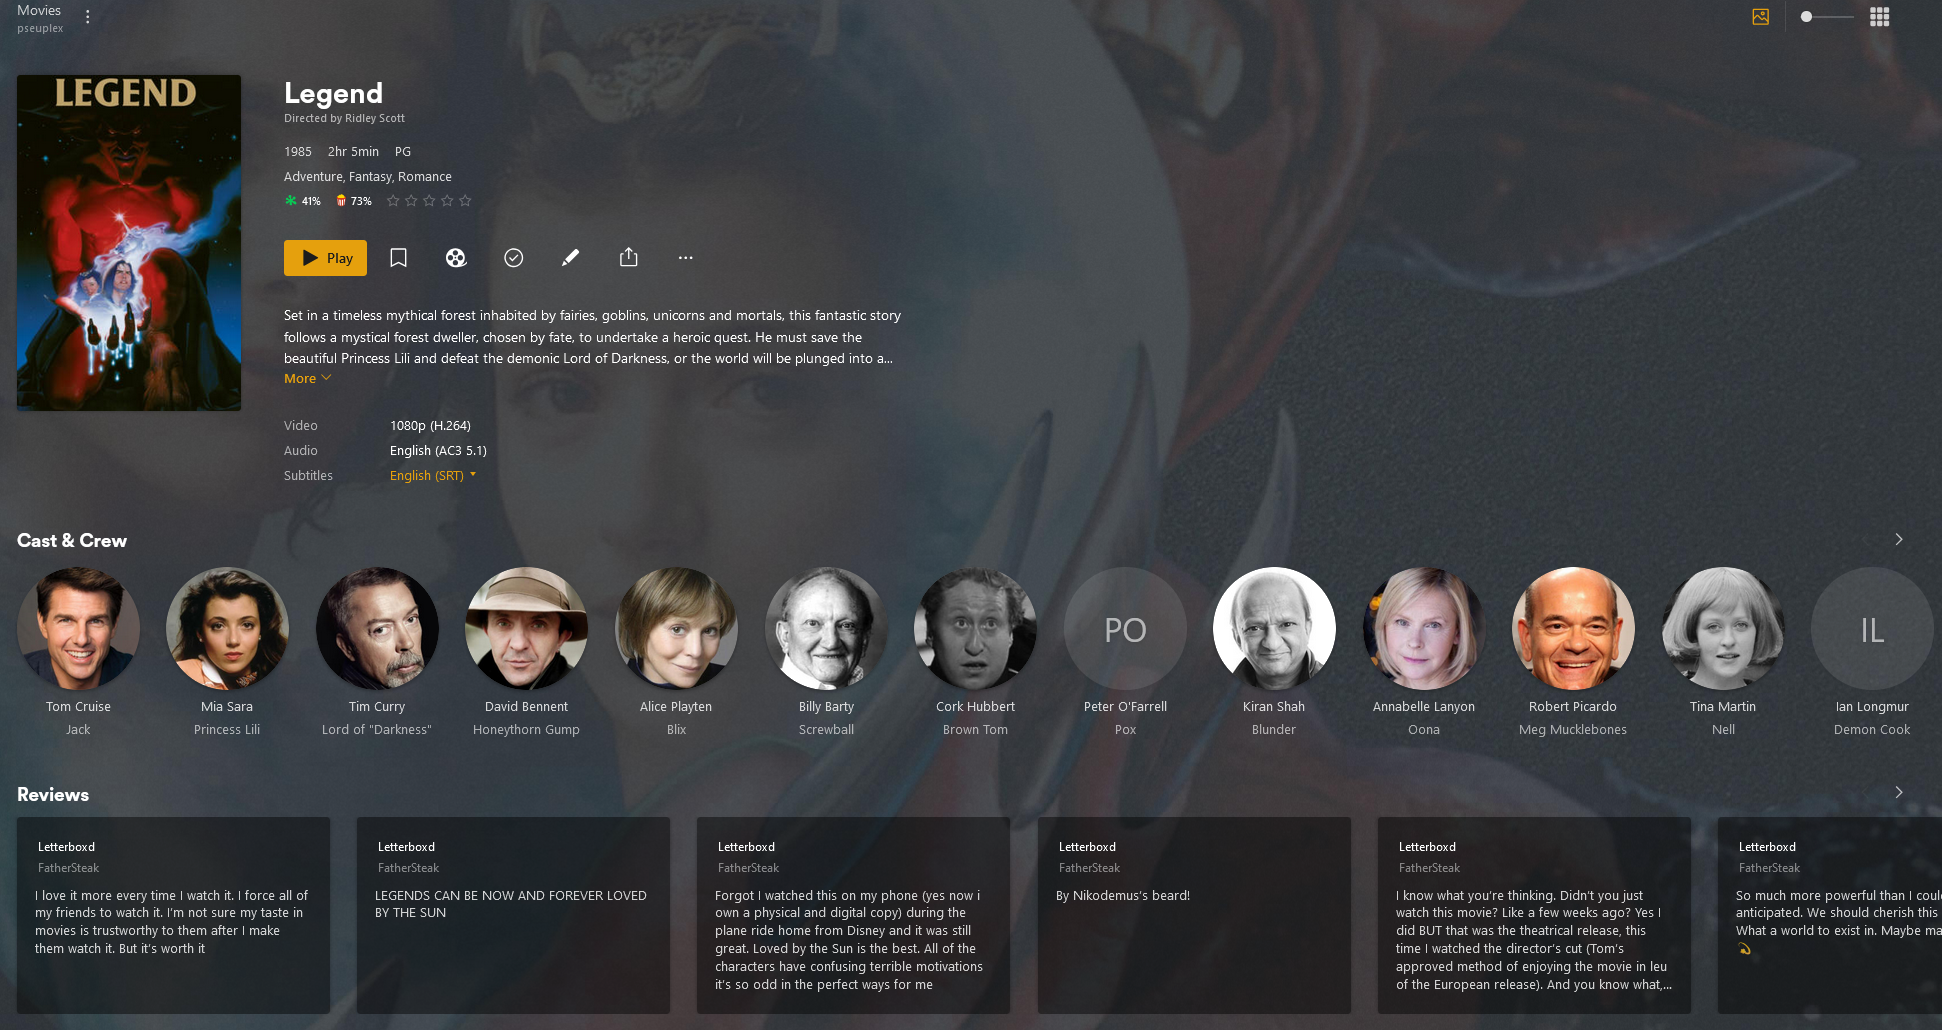 Movies
pseuplex
LEGEND
Legend
Directed by Ridley Scott
1985 2hr 5min PG
Adventure, Fantasy, Romance
41% 73%
Play
Set in a timeless mythical forest inhabited by fairies, goblins, unicorns and mortals, this fantastic story
follows a mystical forest dweller, chosen by fate, to undertake a heroic quest. He must save the
beautiful Princess Lili and defeat the demonic Lord of Darkness, or the world will be plunged into a...
More
Video 1080p (H.264)
Audio English (AC3 5.1)
Subtitles English (SRT)
Cast & Crew
PO IL
Tom Cruise Mia Sara Tim Curry David Bennent Alice Playten Billy Barty Cork Hubbert Peter O'Farrell Kiran Shah Annabelle Lanyon Robert Picardo Tina Martin Ian Longmur
Jack Princess Lili Lord of "Darkness" Honeythorn Gump Blix Screwball Brown Tom Pox Blunder Oona Meg Mucklebones Nell Demon Cook
Reviews
Letterboxd
FatherSteak
I love it more every time I watch it. I force all of
my friends to watch it. I'm not sure my taste in
movies is trustworthy to them after I make
them watch it. But it's worth it
Letterboxd
FatherSteak
LEGENDS CAN BE NOW AND FOREVER LOVED
BY THE SUN
Letterboxd
FatherSteak
Forgot I watched this on my phone (yes now i
own a physical and digital copy) during the
plane ride home from Disney and it was still
great. Loved by the Sun is the best. All of the
characters have confusing terrible motivations
it's so odd in the perfect ways for me
Letterboxd
FatherSteak
By Nikodemus's beard!
Letterboxd
FatherSteak
I know what you're thinking. Didn't you just
watch this movie? Like a few weeks ago? Yes I
did BUT that was the theatrical release, this
time I watched the director's cut (Tom's
approved method of enjoying the movie in leu
of the European release). And you know what,...
Letterboxd
FatherSteak
So much more powerful than I coul
anticipated. We should cherish this
What a world to exist in. Maybe ma